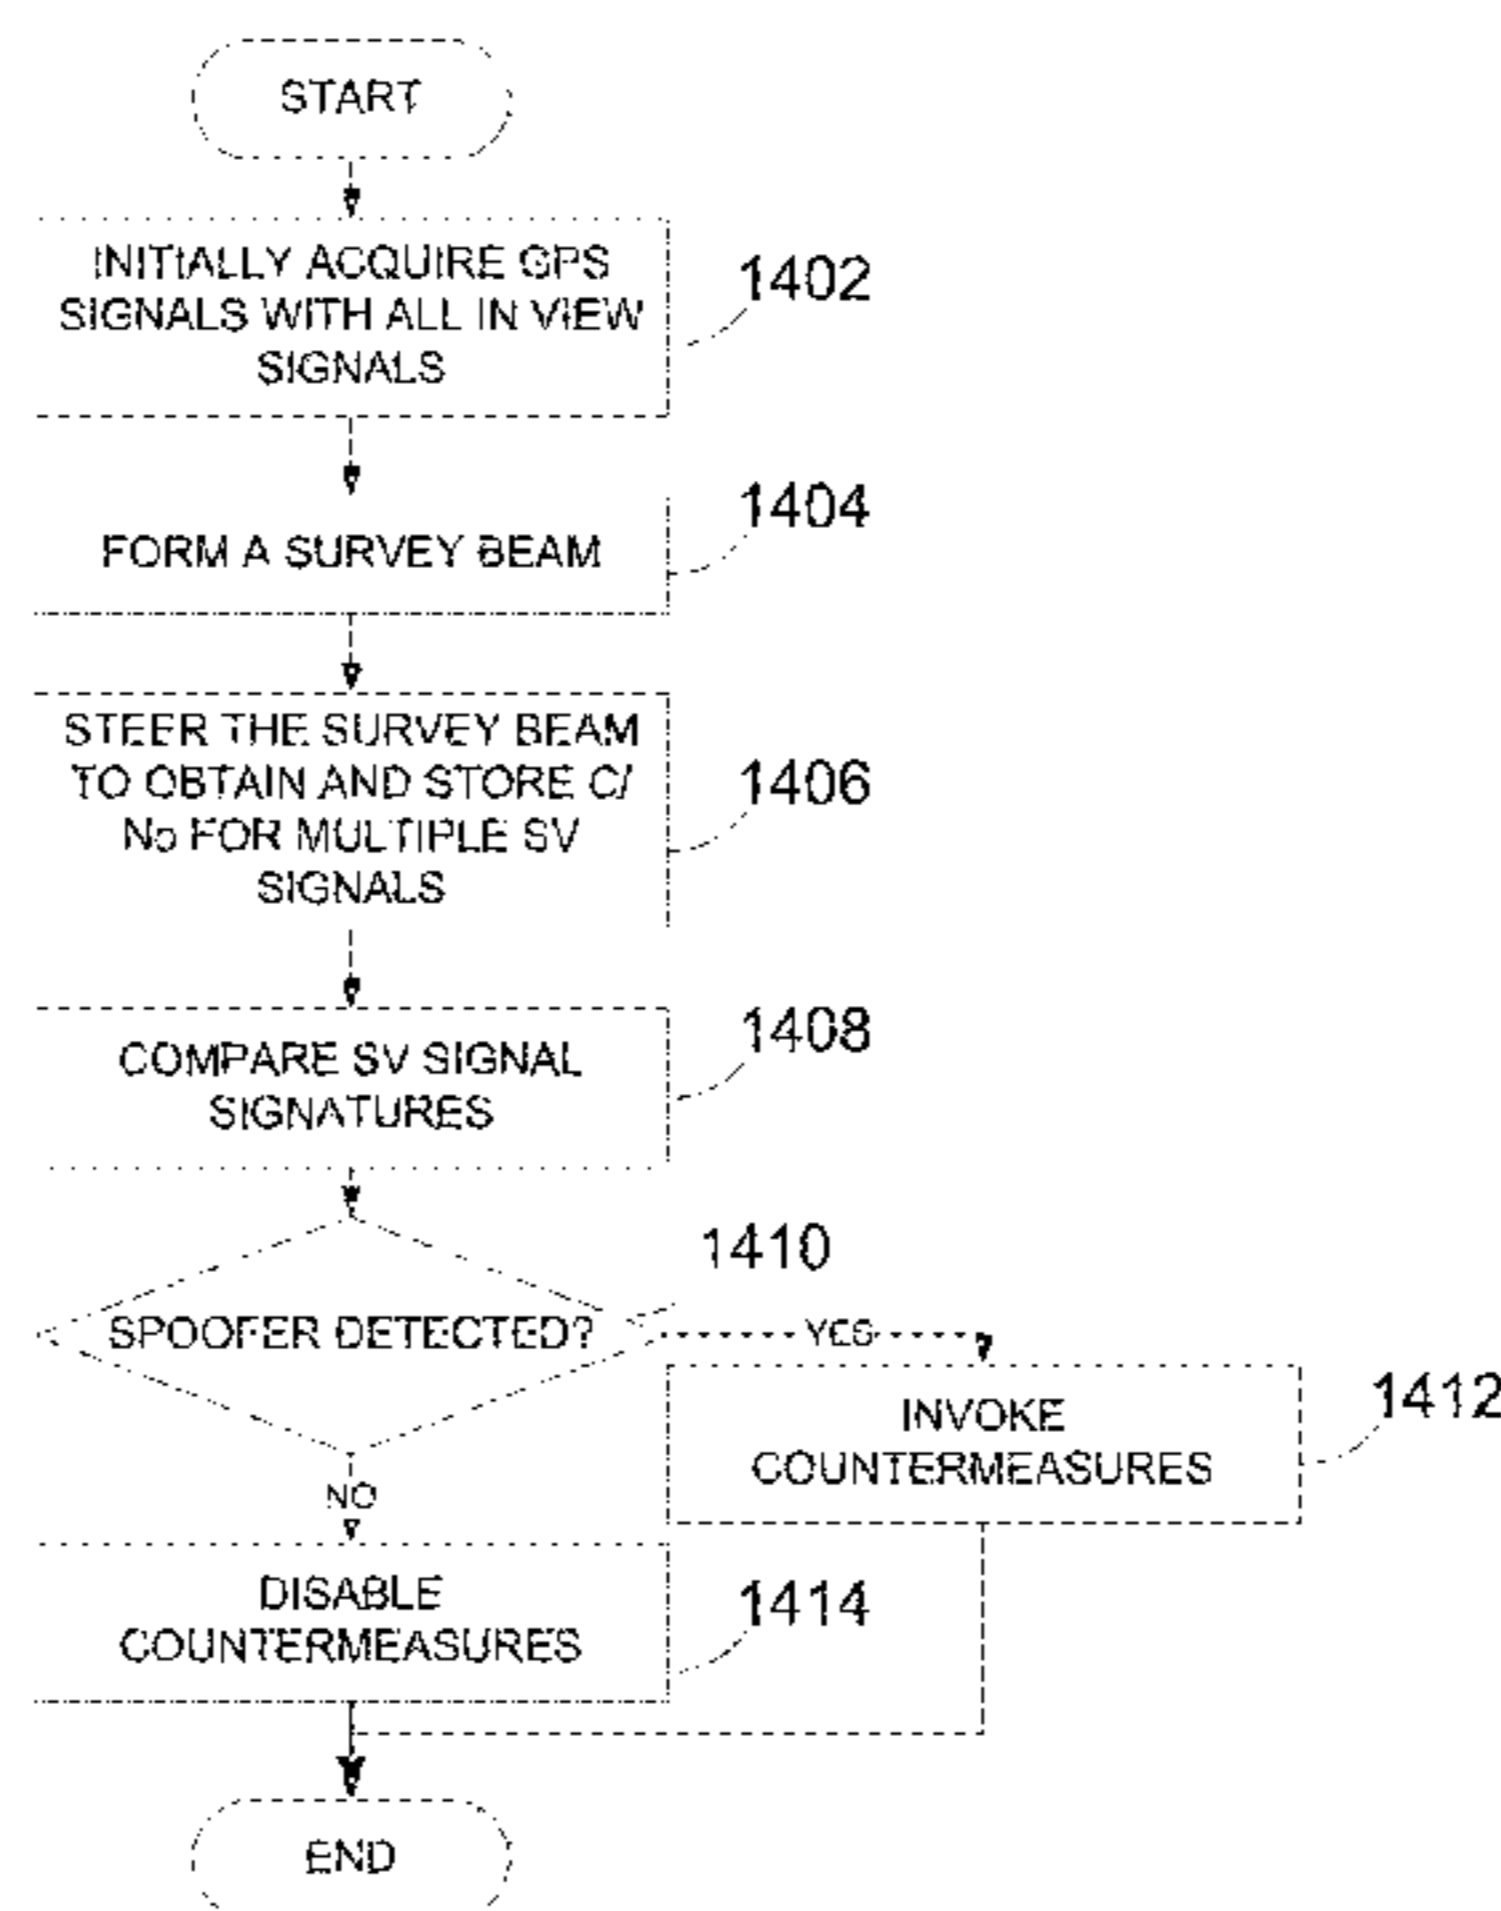 START
INITIALLY ACQUIRE GPS
SIGNALS WITH ALL IN VIEW
SIGNALS
1402
FORM A SURVEY BEAM
1404
STEER THE SURVEY BEAM
TO OBTAIN AND STORE C/
No FOR MULTIPLE SV
SIGNALS
1406
COMPARE SV SIGNAL
SIGNATURES
1408
SPOOFER DETECTED?
1410
YES
INVOKE
COUNTERMEASURES
1412
NO
DISABLE
COUNTERMEASURES
1414
END